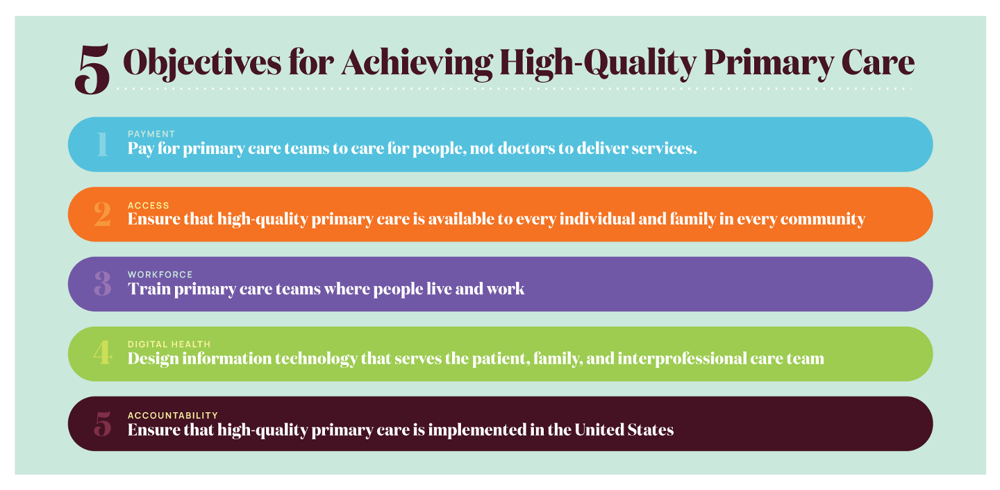 5 Objectives for Achieving High-Quality Primary Care
1 PAYMENT
Pay for primary care teams to care for people, not doctors to deliver services.
2 ACCESS
Ensure that high-quality primary care is available to every individual and family in every community
3 WORKFORCE
Train primary care teams where people live and work
4 DIGITAL HEALTH
Design information technology that serves the patient, family, and interprofessional care team
5 ACCOUNTABILITY
Ensure that high-quality primary care is implemented in the United States